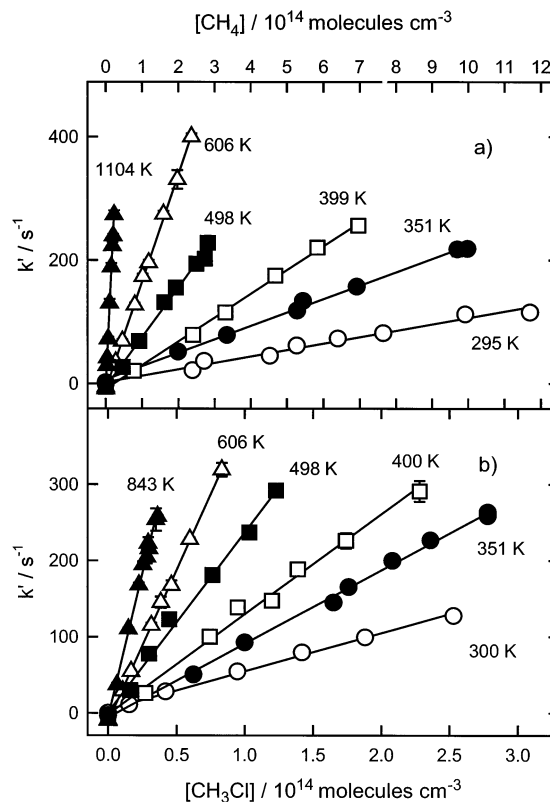 [CH4] / 10^14 molecules cm^-3
0 1 2 3 4 5 6 7 8 9 10 11 12
400
200
0
k' / s^-1
a)
1104 K
606 K
498 K
399 K
351 K
295 K
300
200
100
0
k' / s^-1
b)
843 K
606 K
498 K
400 K
351 K
300 K
0.0 0.5 1.0 1.5 2.0 2.5 3.0
[CH3Cl] / 10^14 molecules cm^-3